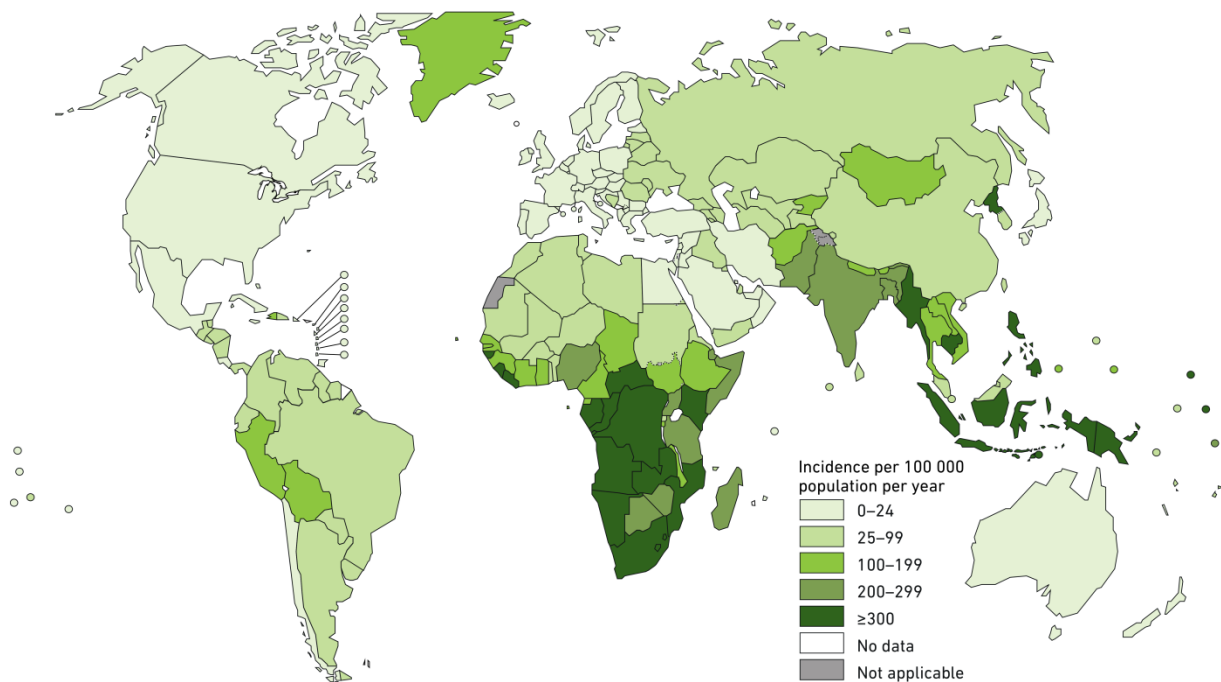 Incidence per 100 000
population per year
0–24
25–99
100–199
200–299
≥300
No data
Not applicable